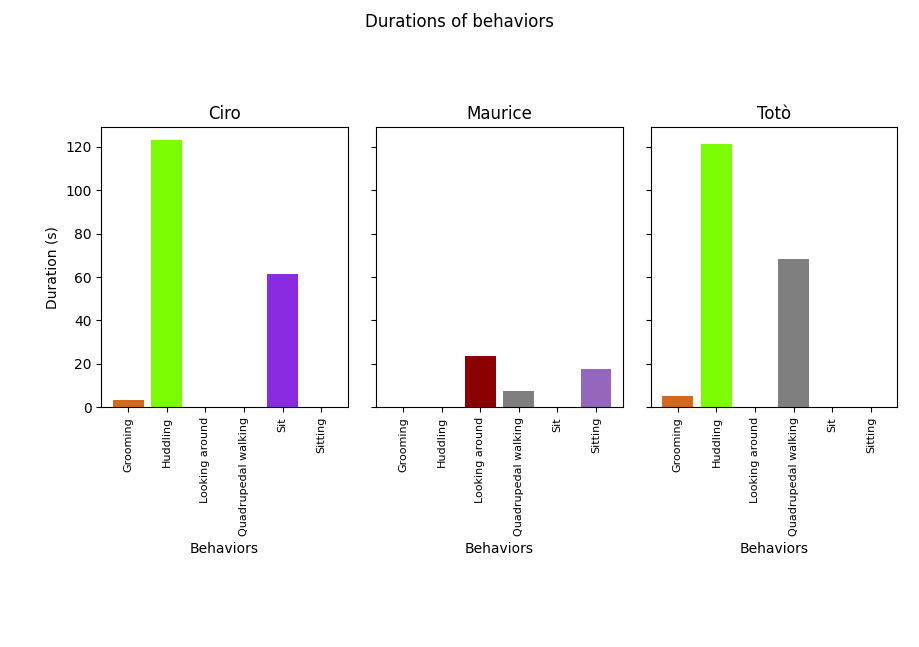 Durations of behaviors
Ciro
Maurice
Totò
Duration (s)
120
100
80
60
40
20
0
Grooming
Huddling
Looking around
Quadrupedal walking
Sit
Sitting
Grooming
Huddling
Looking around
Quadrupedal walking
Sit
Sitting
Grooming
Huddling
Looking around
Quadrupedal walking
Sit
Sitting
Behaviors
Behaviors
Behaviors